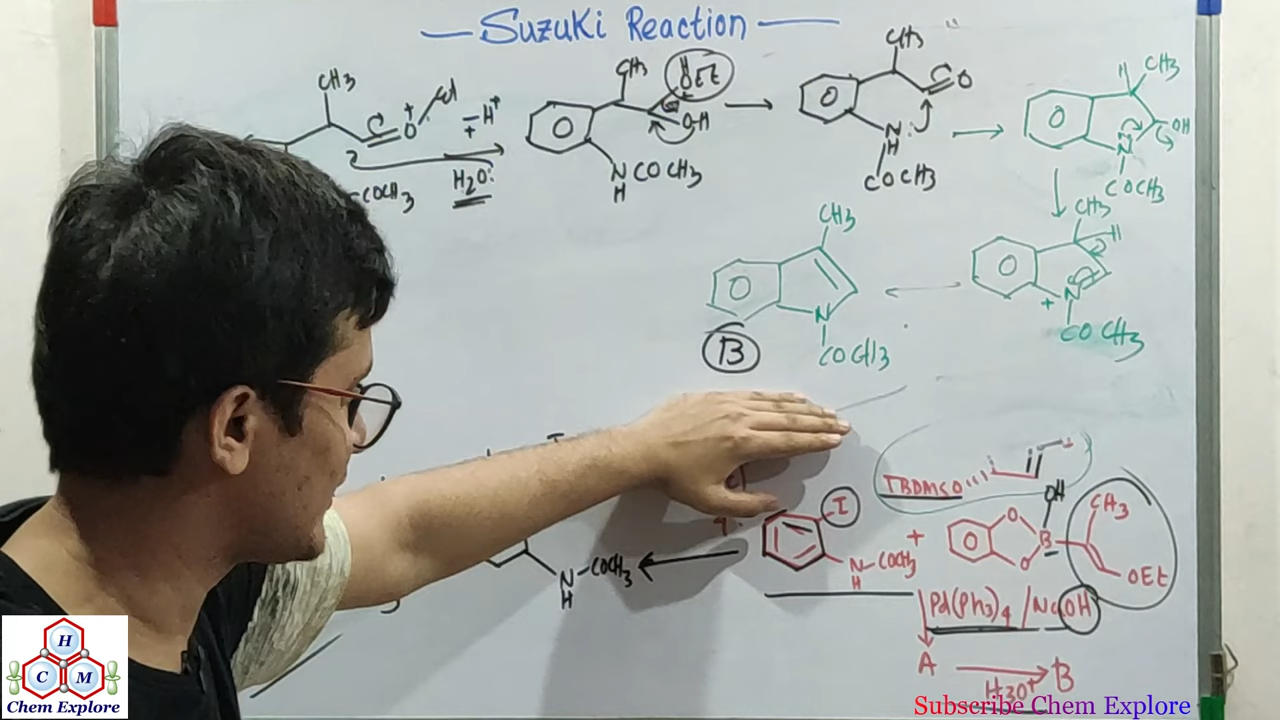 Suzuki Reaction
CH3
O+ Et
-H+
H2O:
-COCH3
CH3
H
OEt
O-H
N COCH3
H
CH3
O
N:
H
COCH3
H CH3
OH
N
COCH3
CH3
H
N
+
COCH3
CH3
N
COCH3
B
TBDMSO
I
+
N-COCH3
H
OH
O
B
O
CH3
OEt
N-COCH3
H
Pd(Ph3)4 / NaOH
A
H3O+
B
H
C M
Chem Explore
Subscribe Chem Explore